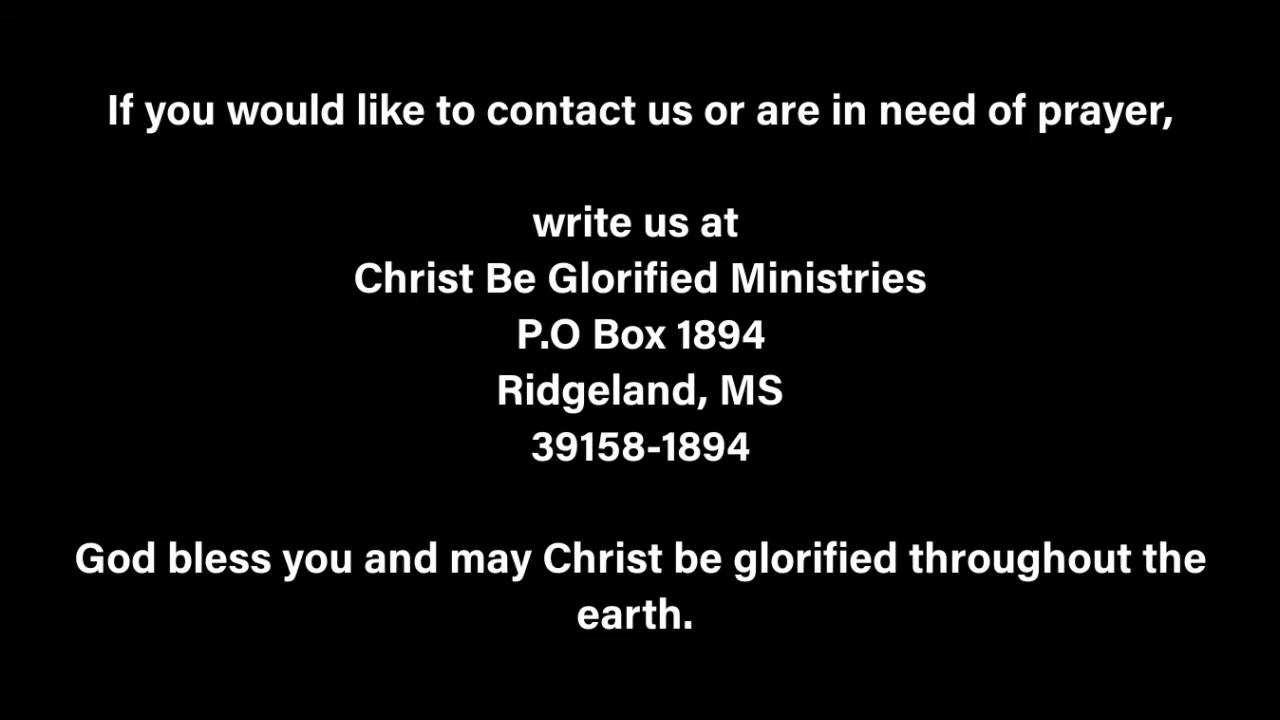 If you would like to contact us or are in need of prayer,
write us at
Christ Be Glorified Ministries
P.O Box 1894
Ridgeland, MS
39158-1894
God bless you and may Christ be glorified throughout the
earth.